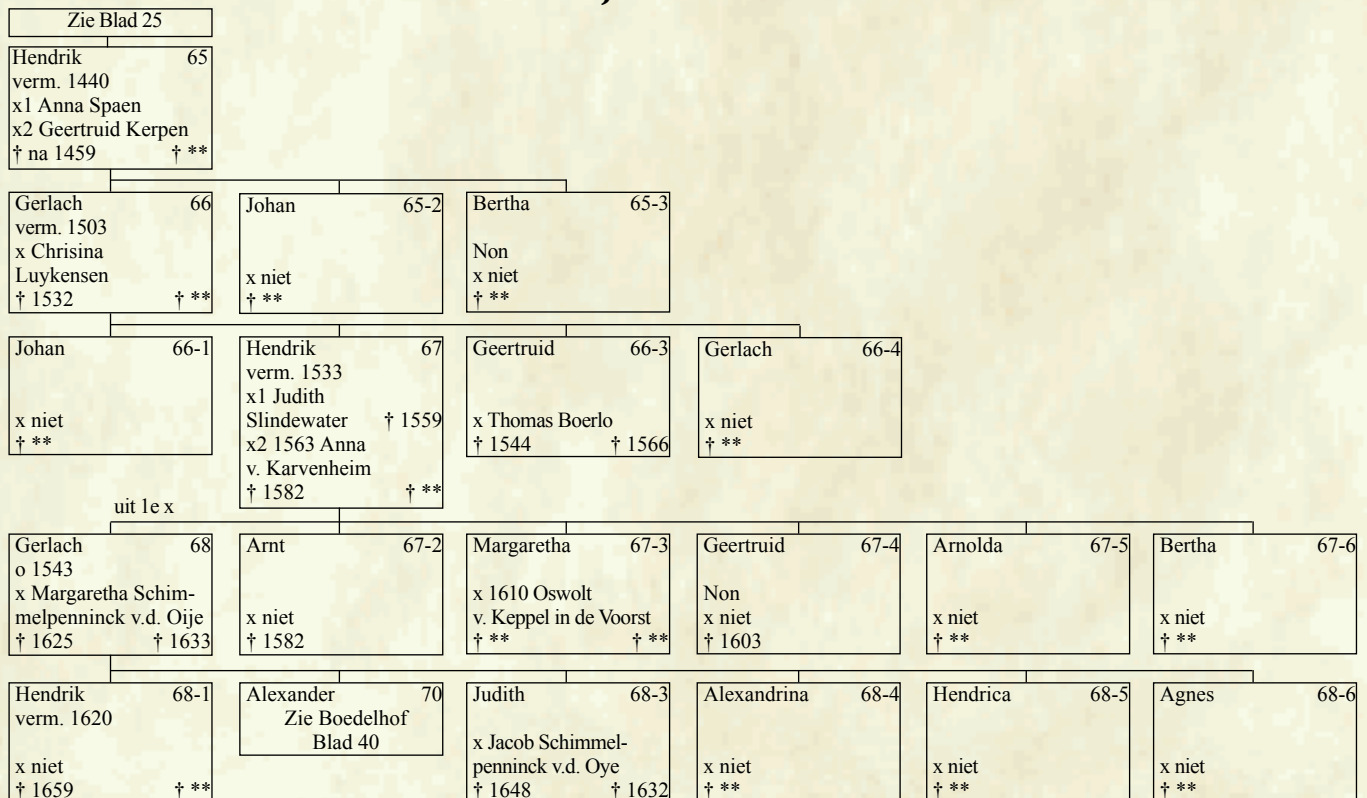 Zie Blad 25
Hendrik 65
verm. 1440
x1 Anna Spaen
x2 Geertruid Kerpen
† na 1459 † **
Gerlach 66
verm. 1503
x Chrisina
Luykensen
† 1532 † **
Johan 65-2
x niet
† **
Bertha 65-3
Non
x niet
† **
Johan 66-1
x niet
† **
Hendrik 67
verm. 1533
x1 Judith
Slindewater † 1559
x2 1563 Anna
v. Karvenheim
† 1582 † **
Geertruid 66-3
x Thomas Boerlo
† 1544 † 1566
Gerlach 66-4
x niet
† **
uit 1e x
Gerlach 68
o 1543
x Margaretha Schim-
melpenninck v.d. Oije
† 1625 † 1633
Arnt 67-2
x niet
† 1582
Margaretha 67-3
x 1610 Oswolt
v. Keppel in de Voorst
† ** † **
Geertruid 67-4
Non
x niet
† 1603
Arnolda 67-5
x niet
† **
Bertha 67-6
x niet
† **
Hendrik 68-1
verm. 1620
x niet
† 1659 † **
Alexander 70
Zie Boedelhof
Blad 40
Judith 68-3
x Jacob Schimmel-
penninck v.d. Oye
† 1648 † 1632
Alexandrina 68-4
x niet
† **
Hendrica 68-5
x niet
† **
Agnes 68-6
x niet
† **